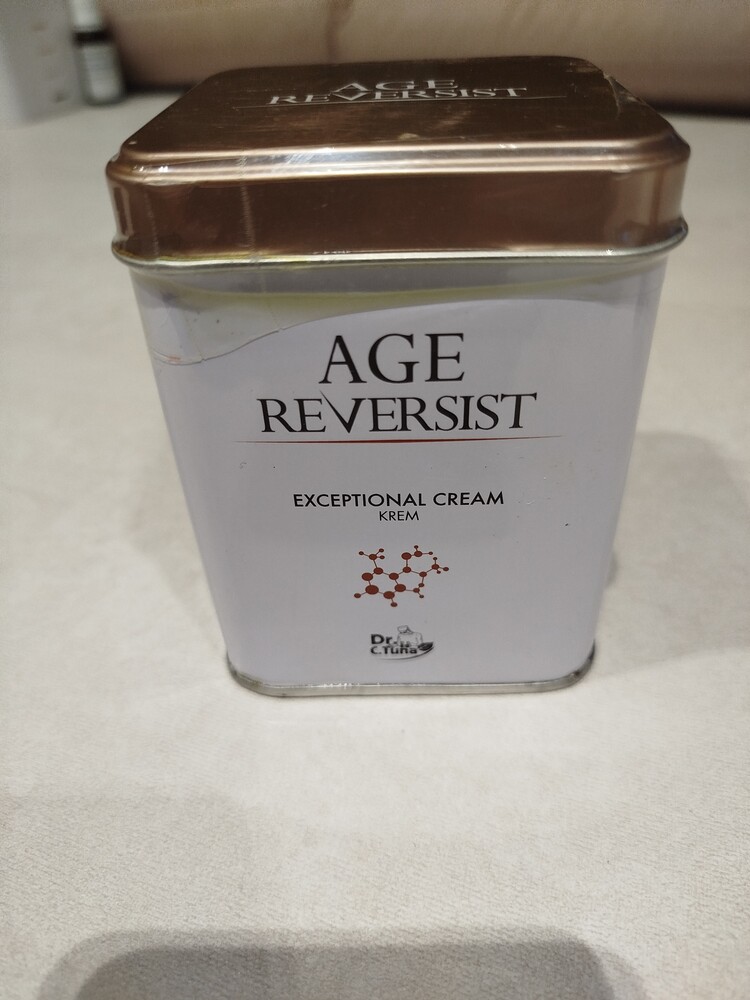 AGE
REVERSIST
AGE
REVERSIST
EXCEPTIONAL CREAM
KREM
Dr.
C.Tuna